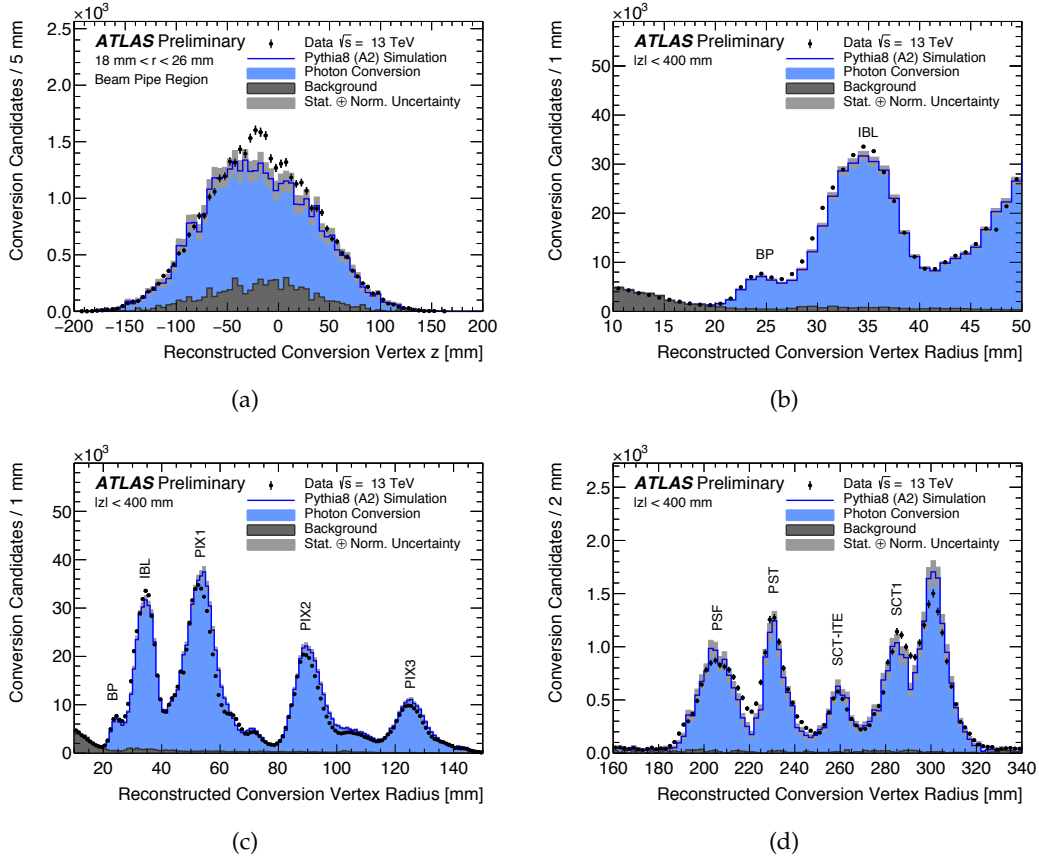 ×10³
ATLAS Preliminary
18 mm < r < 26 mm
Beam Pipe Region
Data √s = 13 TeV
Pythia8 (A2) Simulation
Photon Conversion
Background
Stat. ⊕ Norm. Uncertainty
Conversion Candidates / 5 mm
2.5
2.0
1.5
1.0
0.5
0.0
−200 −150 −100 −50 0 50 100 150 200
Reconstructed Conversion Vertex z [mm]
(a)
×10³
ATLAS Preliminary
|z| < 400 mm
Data √s = 13 TeV
Pythia8 (A2) Simulation
Photon Conversion
Background
Stat. ⊕ Norm. Uncertainty
Conversion Candidates / 1 mm
50
40
30
20
10
0
BP
IBL
10 15 20 25 30 35 40 45 50
Reconstructed Conversion Vertex Radius [mm]
(b)
×10³
ATLAS Preliminary
|z| < 400 mm
Data √s = 13 TeV
Pythia8 (A2) Simulation
Photon Conversion
Background
Stat. ⊕ Norm. Uncertainty
Conversion Candidates / 1 mm
50
40
30
20
10
0
BP
IBL
PIX1
PIX2
PIX3
20 40 60 80 100 120 140
Reconstructed Conversion Vertex Radius [mm]
(c)
×10³
ATLAS Preliminary
|z| < 400 mm
Data √s = 13 TeV
Pythia8 (A2) Simulation
Photon Conversion
Background
Stat. ⊕ Norm. Uncertainty
Conversion Candidates / 2 mm
2.5
2.0
1.5
1.0
0.5
0.0
PSF
PST
SCT-ITE
SCT1
160 180 200 220 240 260 280 300 320 340
Reconstructed Conversion Vertex Radius [mm]
(d)